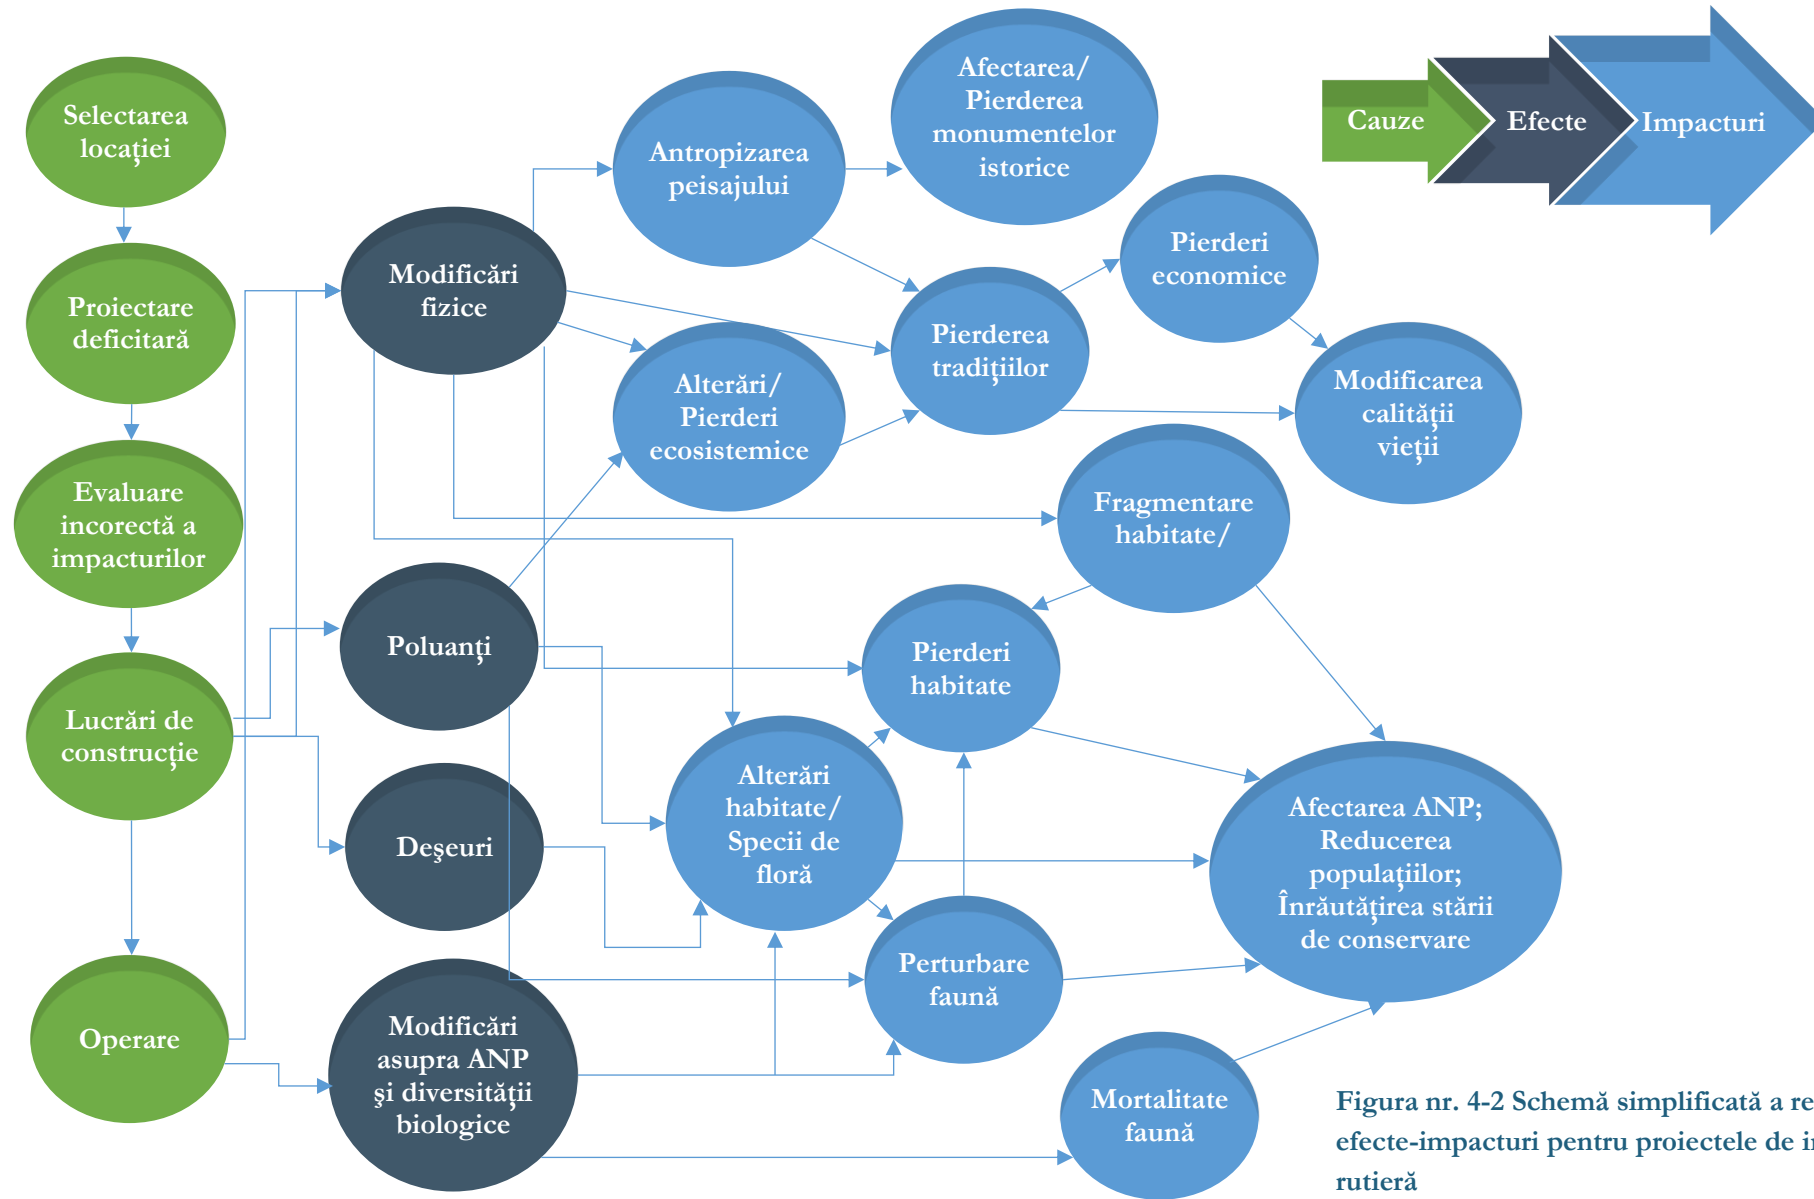 Selectarea
locației
Proiectare
deficitară
Evaluare
incorectă a
impacturilor
Lucrări de
construcție
Operare
Modificări
fizice
Poluanți
Deşeuri
Modificări
asupra ANP
şi diversității
biologice
Antropizarea
peisajului
Afectarea/
Pierderea
monumentelor
istorice
Alterări/
Pierderi
ecosistemice
Pierderea
tradițiilor
Pierderi
economice
Modificarea
calității
vieții
Fragmentare
habitate/
Pierderi
habitate
Alterări
habitate/
Specii de
floră
Perturbare
faună
Mortalitate
faună
Afectarea ANP;
Reducerea
populațiilor;
Înrăutățirea stării
de conservare
Cauze
Efecte
Impacturi
Figura nr. 4-2 Schemă simplificată a re
efecte-impacturi pentru proiectele de i
rutieră